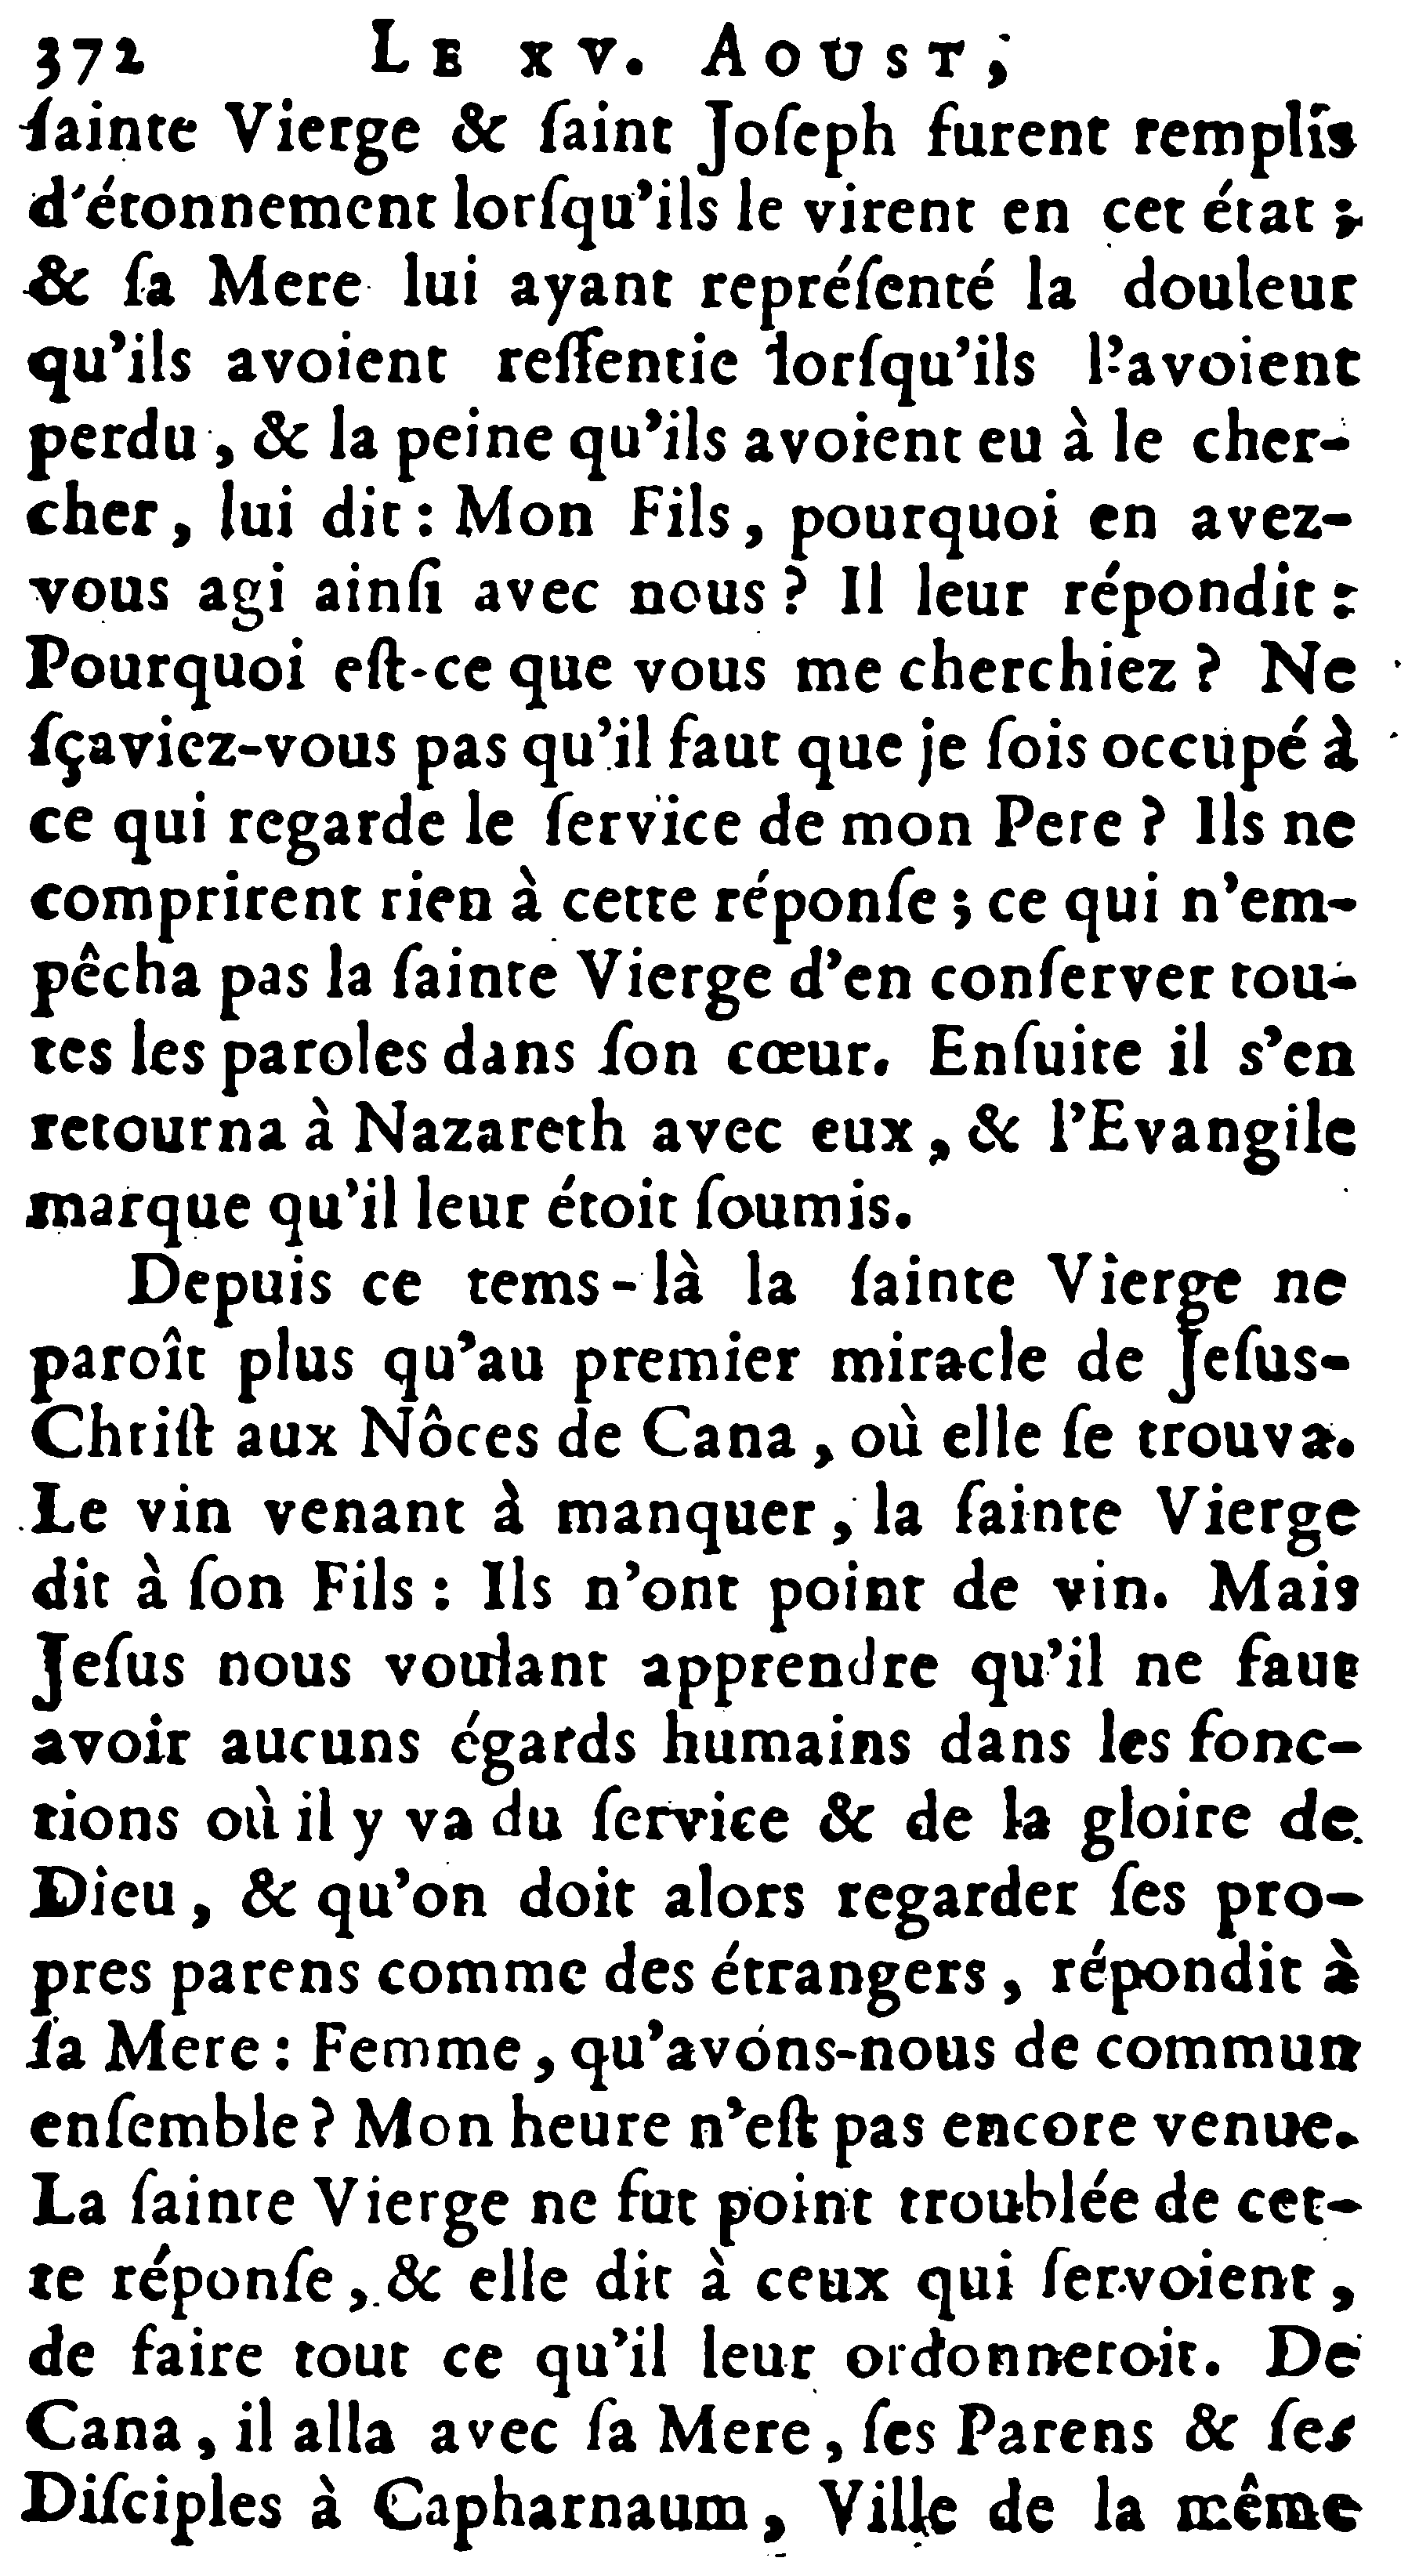 372 LE XV. AOUST,
ſainte Vierge & ſaint Joſeph furent remplis
d'étonnement lorſqu'ils le virent en cet état ;
& ſa Mere lui ayant repréſenté la douleur
qu'ils avoient reſſentie lorſqu'ils l'avoient
perdu, & la peine qu'ils avoient eu à le cher-
cher, lui dit : Mon Fils, pourquoi en avez-
vous agi ainſi avec nous ? Il leur répondit :
Pourquoi eſt-ce que vous me cherchiez ? Ne
ſçaviez-vous pas qu'il faut que je ſois occupé à
ce qui regarde le ſervice de mon Pere ? Ils ne
comprirent rien à cette réponſe ; ce qui n'em-
pêcha pas la ſainte Vierge d'en conſerver tou-
tes les paroles dans ſon cœur. Enſuite il s'en
retourna à Nazareth avec eux, & l'Evangile
marque qu'il leur étoit ſoumis.
Depuis ce tems-là la ſainte Vierge ne
paroît plus qu'au premier miracle de Jeſus-
Chriſt aux Nôces de Cana, où elle ſe trouva.
Le vin venant à manquer, la ſainte Vierge
dit à ſon Fils : Ils n'ont point de vin. Mais
Jeſus nous voulant apprendre qu'il ne faut
avoir aucuns égards humains dans les fonc-
tions où il y va du ſervice & de la gloire de
Dieu, & qu'on doit alors regarder ſes pro-
pres parens comme des étrangers, répondit à
ſa Mere : Femme, qu'avons-nous de commun
enſemble ? Mon heure n'eſt pas encore venue.
La ſainte Vierge ne fut point troublée de cet-
te réponſe, & elle dit à ceux qui ſervoient,
de faire tout ce qu'il leur ordonneroit. De
Cana, il alla avec ſa Mere, ſes Parens & ſes
Diſciples à Capharnaum, Ville de la même